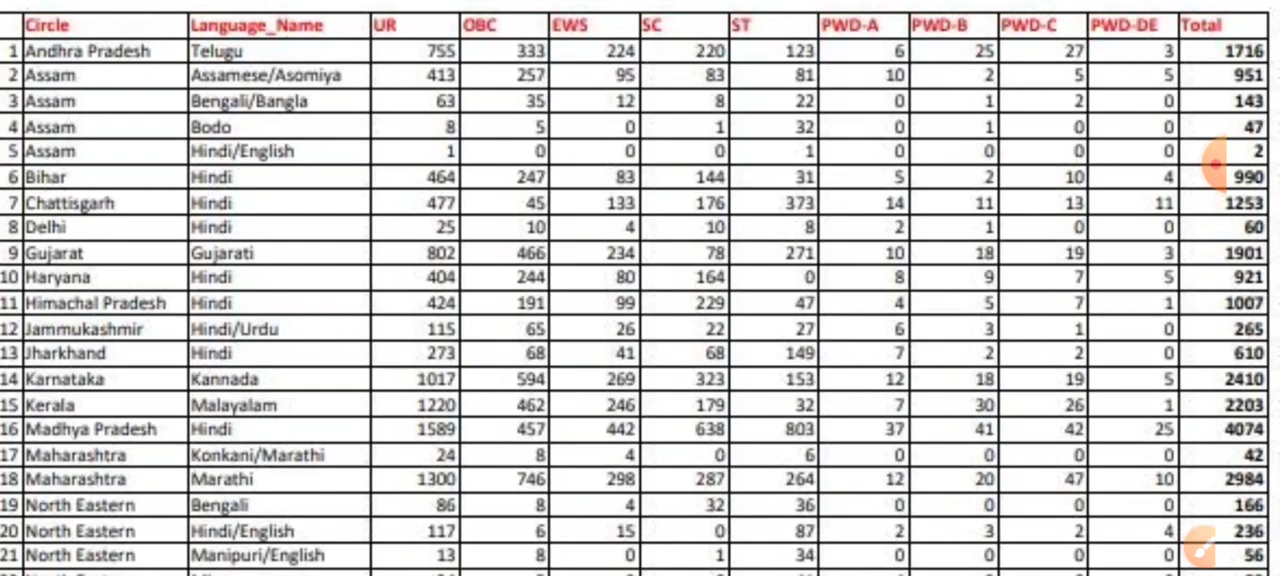 Circle Language_Name UR OBC EWS SC ST PWD-A PWD-B PWD-C PWD-DE Total
1 Andhra Pradesh Telugu 755 333 224 220 123 6 25 27 3 1716
2 Assam Assamese/Asomiya 413 257 95 83 81 10 2 5 5 951
3 Assam Bengali/Bangla 63 35 12 8 22 0 1 2 0 143
4 Assam Bodo 8 5 0 1 32 0 1 0 0 47
5 Assam Hindi/English 1 0 0 0 1 0 0 0 0 2
6 Bihar Hindi 464 247 83 144 31 5 2 10 4 990
7 Chattisgarh Hindi 477 45 133 176 373 14 11 13 11 1253
8 Delhi Hindi 25 10 4 10 8 2 1 0 0 60
9 Gujarat Gujarati 802 466 234 78 271 10 18 19 3 1901
10 Haryana Hindi 404 244 80 164 0 8 9 7 5 921
11 Himachal Pradesh Hindi 424 191 99 229 47 4 5 7 1 1007
12 Jammukashmir Hindi/Urdu 115 65 26 22 27 6 3 1 0 265
13 Jharkhand Hindi 273 68 41 68 149 7 2 2 0 610
14 Karnataka Kannada 1017 594 269 323 153 12 18 19 5 2410
15 Kerala Malayalam 1220 462 246 179 32 7 30 26 1 2203
16 Madhya Pradesh Hindi 1589 457 442 638 803 37 41 42 25 4074
17 Maharashtra Konkani/Marathi 24 8 4 0 6 0 0 0 0 42
18 Maharashtra Marathi 1300 746 298 287 264 12 20 47 10 2984
19 North Eastern Bengali 86 8 4 32 36 0 0 0 0 166
20 North Eastern Hindi/English 117 6 15 0 87 2 3 2 4 236
21 North Eastern Manipuri/English 13 8 0 1 34 0 0 0 0 56